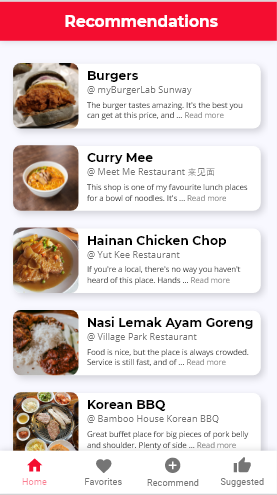 Recommendations
Burgers
@ myBurgerLab Sunway
The burger tastes amazing. It's the best you
can get at this price, and ... Read more
Curry Mee
@ Meet Me Restaurant 来见面
This shop is one of my favourite lunch places
for a bowl of noodles. It's ... Read more
Hainan Chicken Chop
@ Yut Kee Restaurant
If you're a local, there's no way you haven't
heard of this place. Hands ... Read more
Nasi Lemak Ayam Goreng
@ Village Park Restaurant
Food is nice, but the place is always crowded.
Service is still fast, and of ... Read more
Korean BBQ
@ Bamboo House Korean BBQ
Great buffet place for big pieces of pork belly
and shoulder. Plenty of side ... Read more
Home
Favorites
Recommend
Suggested